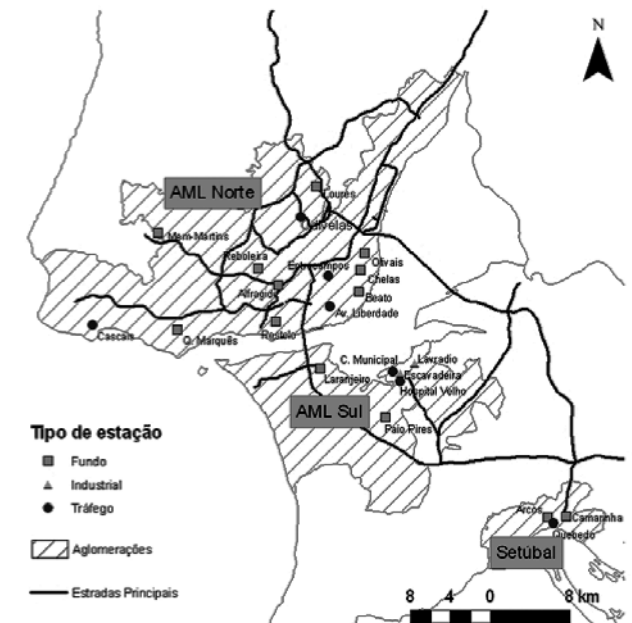 N
AML Norte
Loures
Odivelas
Mem-Martins
Reboleira
Entrecampos
Olivais
Chelas
Alfragide
Beato
Av. Liberdade
Restelo
Cascais
Q. Marquês
C. Municipal
Lavradio
Escavadeira
Hospital Velho
Laranjeiro
AML Sul
Paio Pires
Tipo de estação
Fundo
Industrial
Tráfego
Aglomerações
Estradas Principais
Arcos
Camarinha
Quebedo
Setúbal
8 4 0 8 km